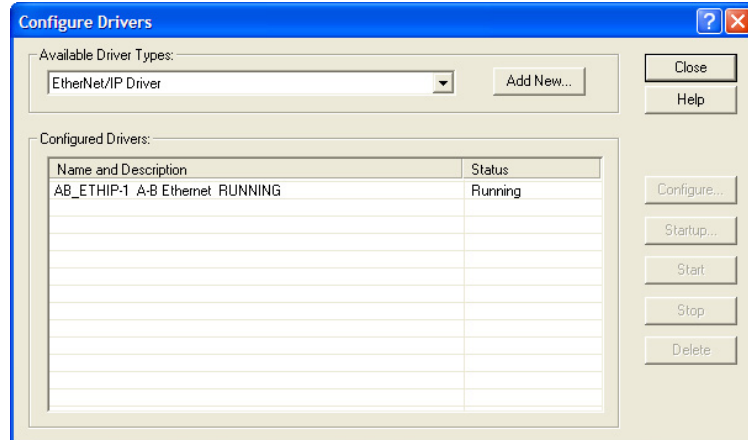 Configure Drivers
?
Available Driver Types:
EtherNet/IP Driver
Add New...
Close
Help
Configured Drivers:
Name and Description Status
AB_ETHIP-1 A-B Ethernet RUNNING Running
Configure...
Startup...
Start
Stop
Delete